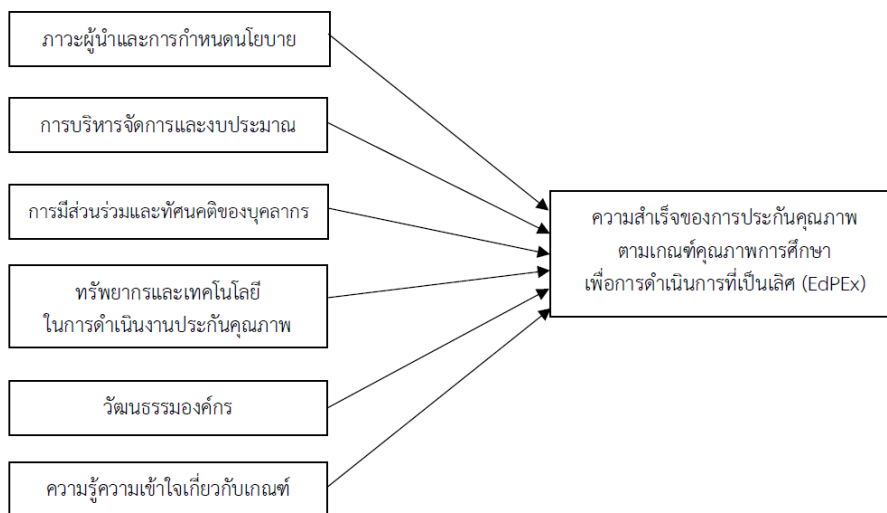 ภาวะผู้นำและการกำหนดนโยบาย
การบริหารจัดการและงบประมาณ
การมีส่วนร่วมและทัศนคติของบุคลากร
ทรัพยากรและเทคโนโลยี
ในการดำเนินงานประกันคุณภาพ
วัฒนธรรมองค์กร
ความรู้ความเข้าใจเกี่ยวกับเกณฑ์
ความสำเร็จของการประกันคุณภาพ
ตามเกณฑ์คุณภาพการศึกษา
เพื่อการดำเนินการที่เป็นเลิศ (EdPEx)